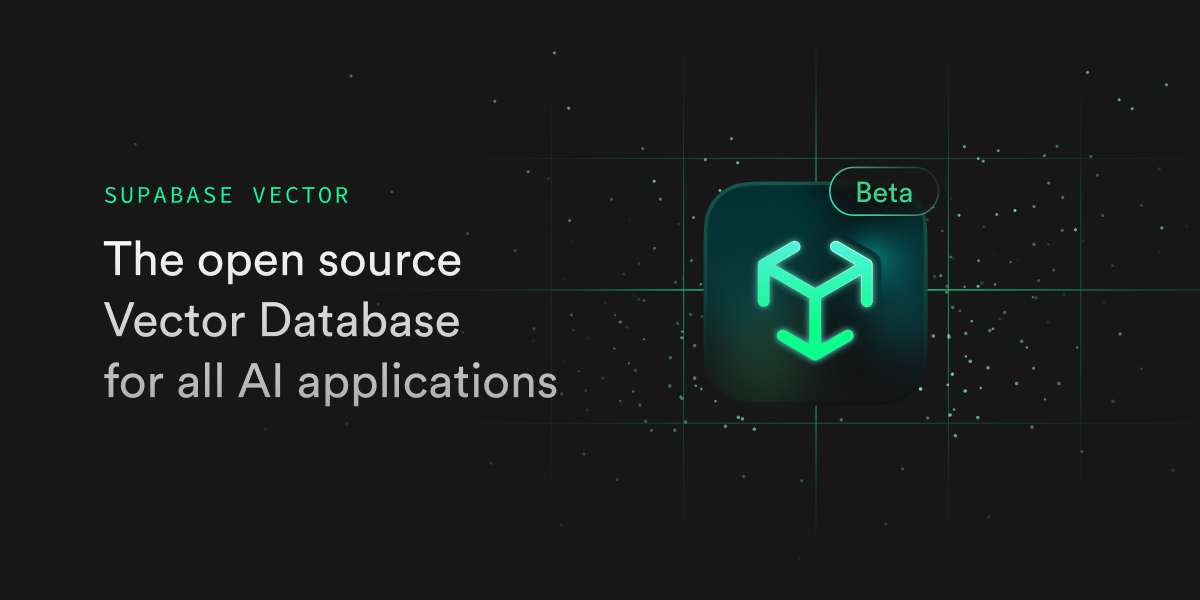 SUPABASE VECTOR
The open source
Vector Database
for all AI applications
Beta